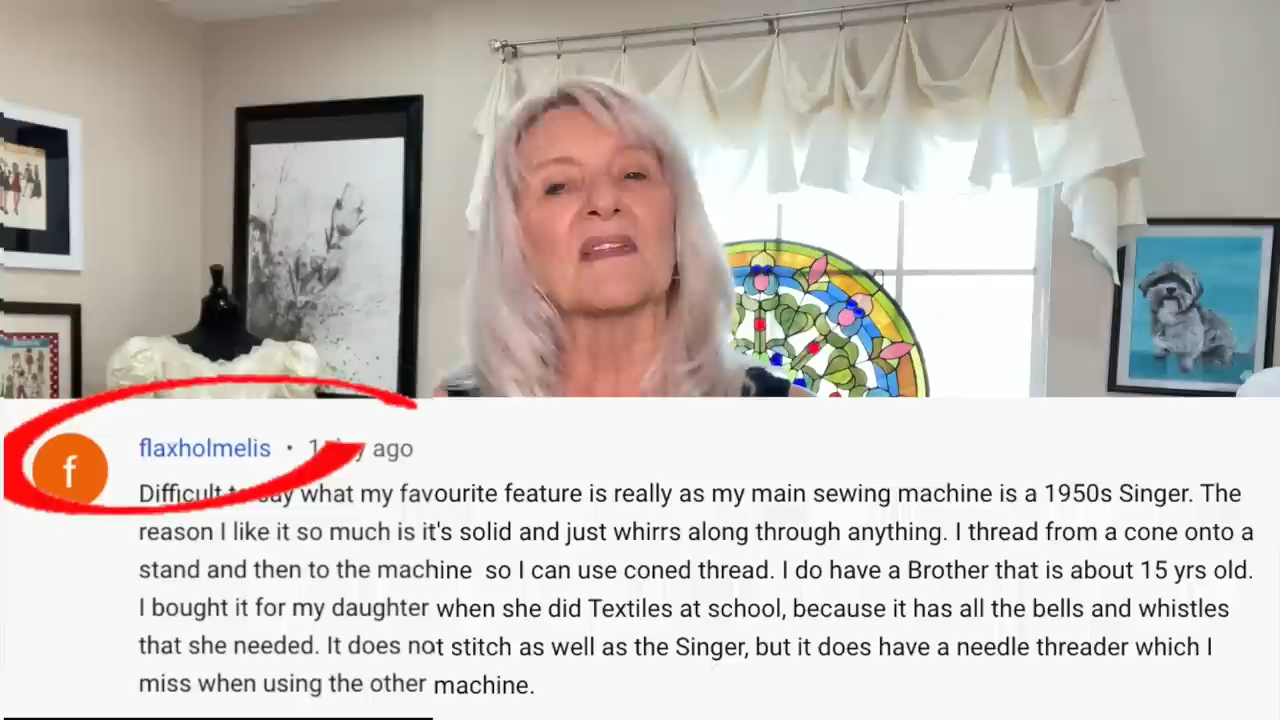 f
flaxholmelis • ago
Difficult what my favourite feature is really as my main sewing machine is a 1950s Singer. The
reason I like it so much is it's solid and just whirrs along through anything. I thread from a cone onto a
stand and then to the machine so I can use coned thread. I do have a Brother that is about 15 yrs old.
I bought it for my daughter when she did Textiles at school, because it has all the bells and whistles
that she needed. It does not stitch as well as the Singer, but it does have a needle threader which I
miss when using the other machine.